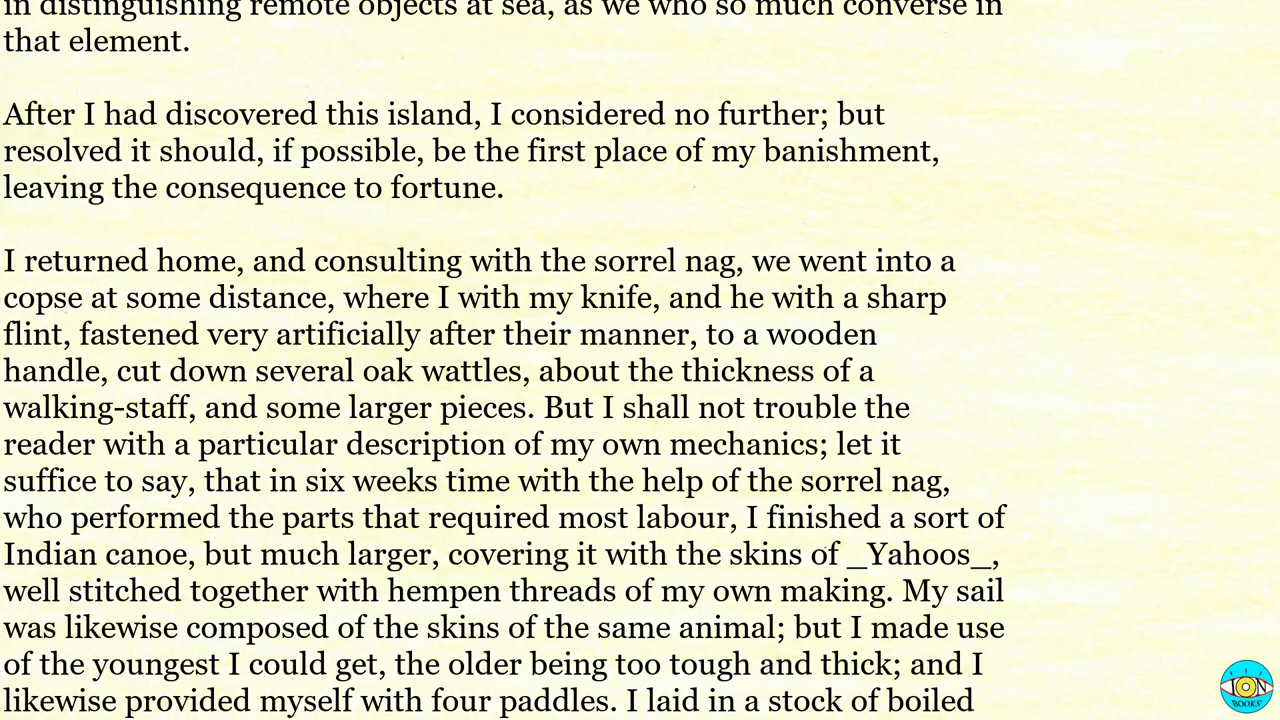 in distinguishing remote objects at sea, as we who so much converse in
that element.
After I had discovered this island, I considered no further; but
resolved it should, if possible, be the first place of my banishment,
leaving the consequence to fortune.
I returned home, and consulting with the sorrel nag, we went into a
copse at some distance, where I with my knife, and he with a sharp
flint, fastened very artificially after their manner, to a wooden
handle, cut down several oak wattles, about the thickness of a
walking-staff, and some larger pieces. But I shall not trouble the
reader with a particular description of my own mechanics; let it
suffice to say, that in six weeks time with the help of the sorrel nag,
who performed the parts that required most labour, I finished a sort of
Indian canoe, but much larger, covering it with the skins of _Yahoos_,
well stitched together with hempen threads of my own making. My sail
was likewise composed of the skins of the same animal; but I made use
of the youngest I could get, the older being too tough and thick; and I
likewise provided myself with four paddles. I laid in a stock of boiled
ION
BOOKS